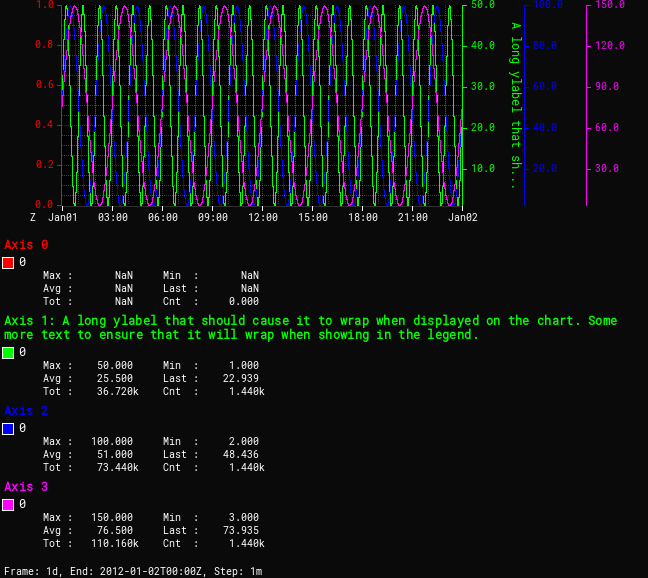 1.0 50.0 100.0 150.0
0.8 40.0 80.0 120.0
0.6 30.0 60.0 90.0
0.4 20.0 40.0 60.0
0.2 10.0 20.0 30.0
0.0
A long ylabel that sh...
Z Jan01 03:00 06:00 09:00 12:00 15:00 18:00 21:00 Jan02
Axis 0
0
Max : NaN Min : NaN
Avg : NaN Last : NaN
Tot : NaN Cnt : 0.000
Axis 1: A long ylabel that should cause it to wrap when displayed on the chart. Some
more text to ensure that it will wrap when showing in the legend.
0
Max : 50.000 Min : 1.000
Avg : 25.500 Last : 22.939
Tot : 36.720k Cnt : 1.440k
Axis 2
0
Max : 100.000 Min : 2.000
Avg : 51.000 Last : 48.436
Tot : 73.440k Cnt : 1.440k
Axis 3
0
Max : 150.000 Min : 3.000
Avg : 76.500 Last : 73.935
Tot : 110.160k Cnt : 1.440k
Frame: 1d, End: 2012-01-02T00:00Z, Step: 1m